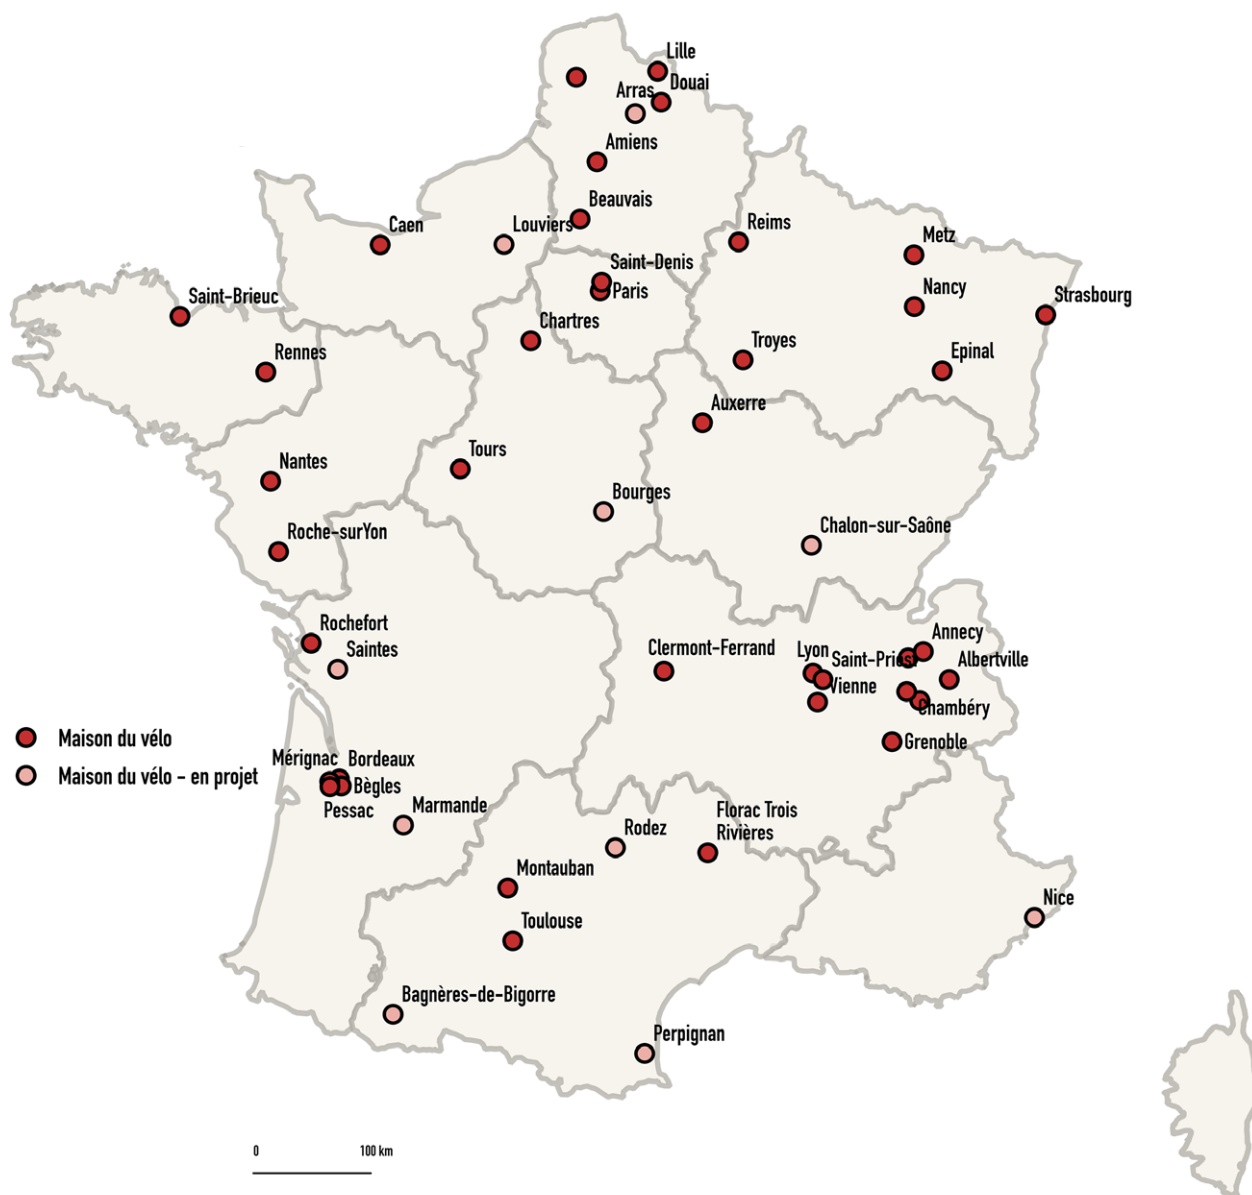 Lille
Douai
Arras
Amiens
Beauvais
Caen
Louviers
Reims
Metz
Saint-Denis
Paris
Nancy
Strasbourg
Saint-Brieuc
Chartres
Rennes
Troyes
Epinal
Auxerre
Tours
Nantes
Bourges
Chalon-sur-Saône
Roche-surYon
Rochefort
Saintes
Clermont-Ferrand
Lyon
Saint-Priest
Vienne
Annecy
Albertville
Chambéry
Grenoble
Maison du vélo
Maison du vélo - en projet
Mérignac
Bordeaux
Bègles
Pessac
Marmande
Rodez
Florac Trois
Rivières
Montauban
Toulouse
Nice
Bagnères-de-Bigorre
Perpignan
0
100 km